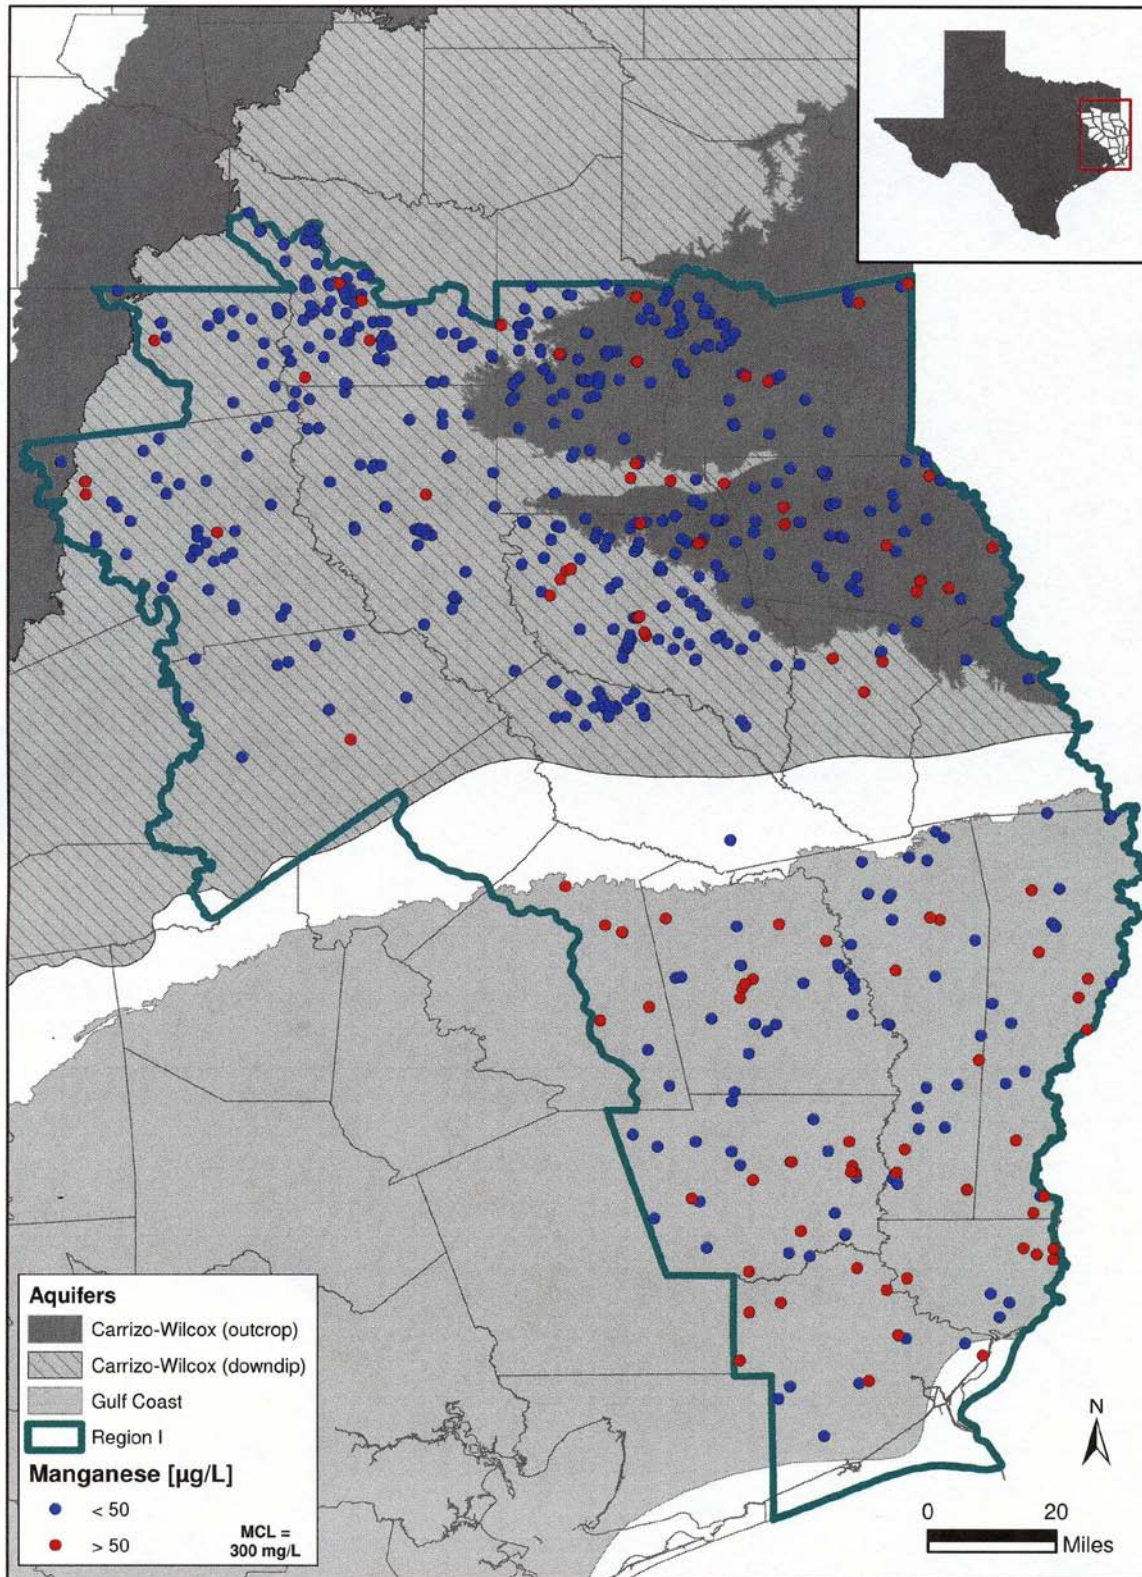 Aquifers
Carrizo-Wilcox (outcrop)
Carrizo-Wilcox (downdip)
Gulf Coast
Region I
Manganese [µg/L]
< 50
> 50
MCL =
300 mg/L
N
0 20
Miles